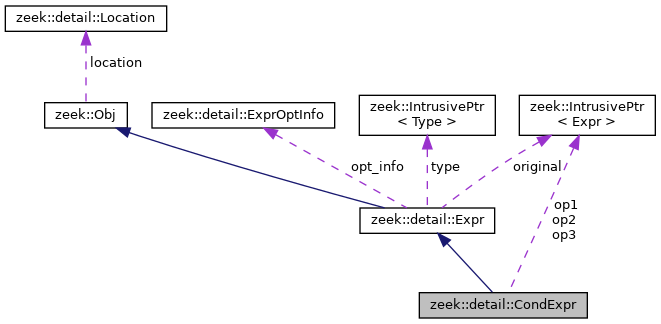 zeek::detail::Location
location
zeek::Obj
zeek::detail::ExprOptInfo
zeek::IntrusivePtr
< Type >
zeek::IntrusivePtr
< Expr >
opt_info
type
original
zeek::detail::Expr
op1
op2
op3
zeek::detail::CondExpr